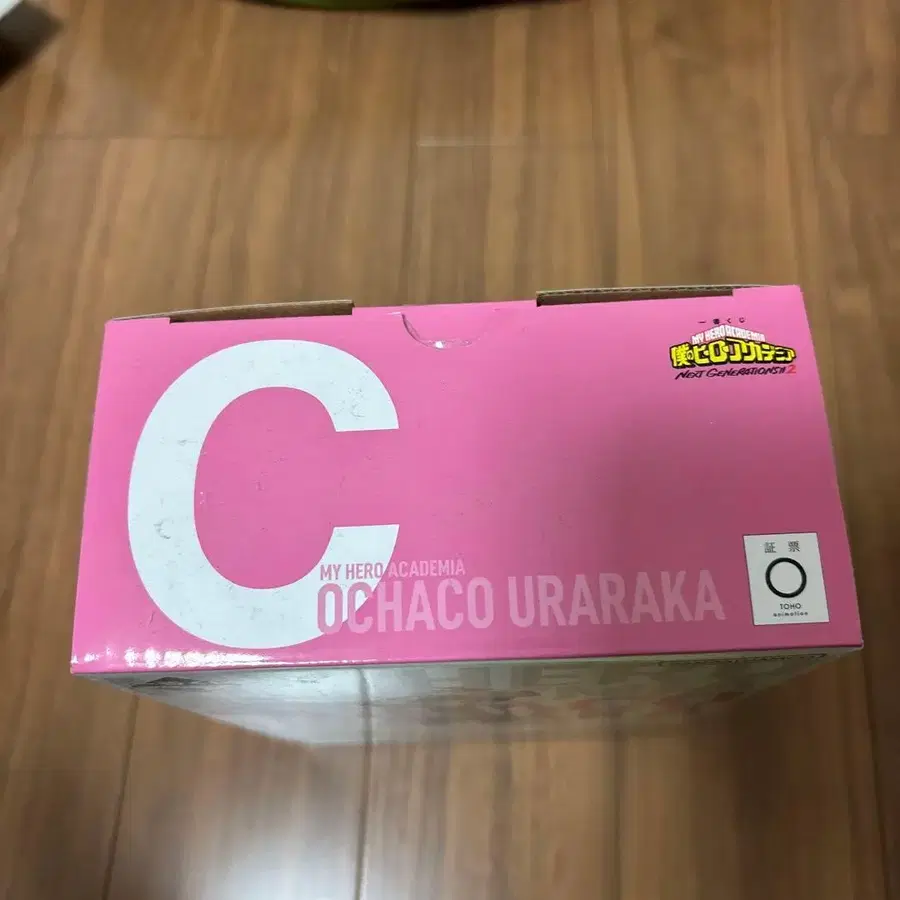 C
MY HERO ACADEMIA
OCHACO URARAKA
一番くじ
MY HERO ACADEMIA
僕のヒーローアカデミア
NEXT GENERATIONS!! 2
証 票
TOHO
animation